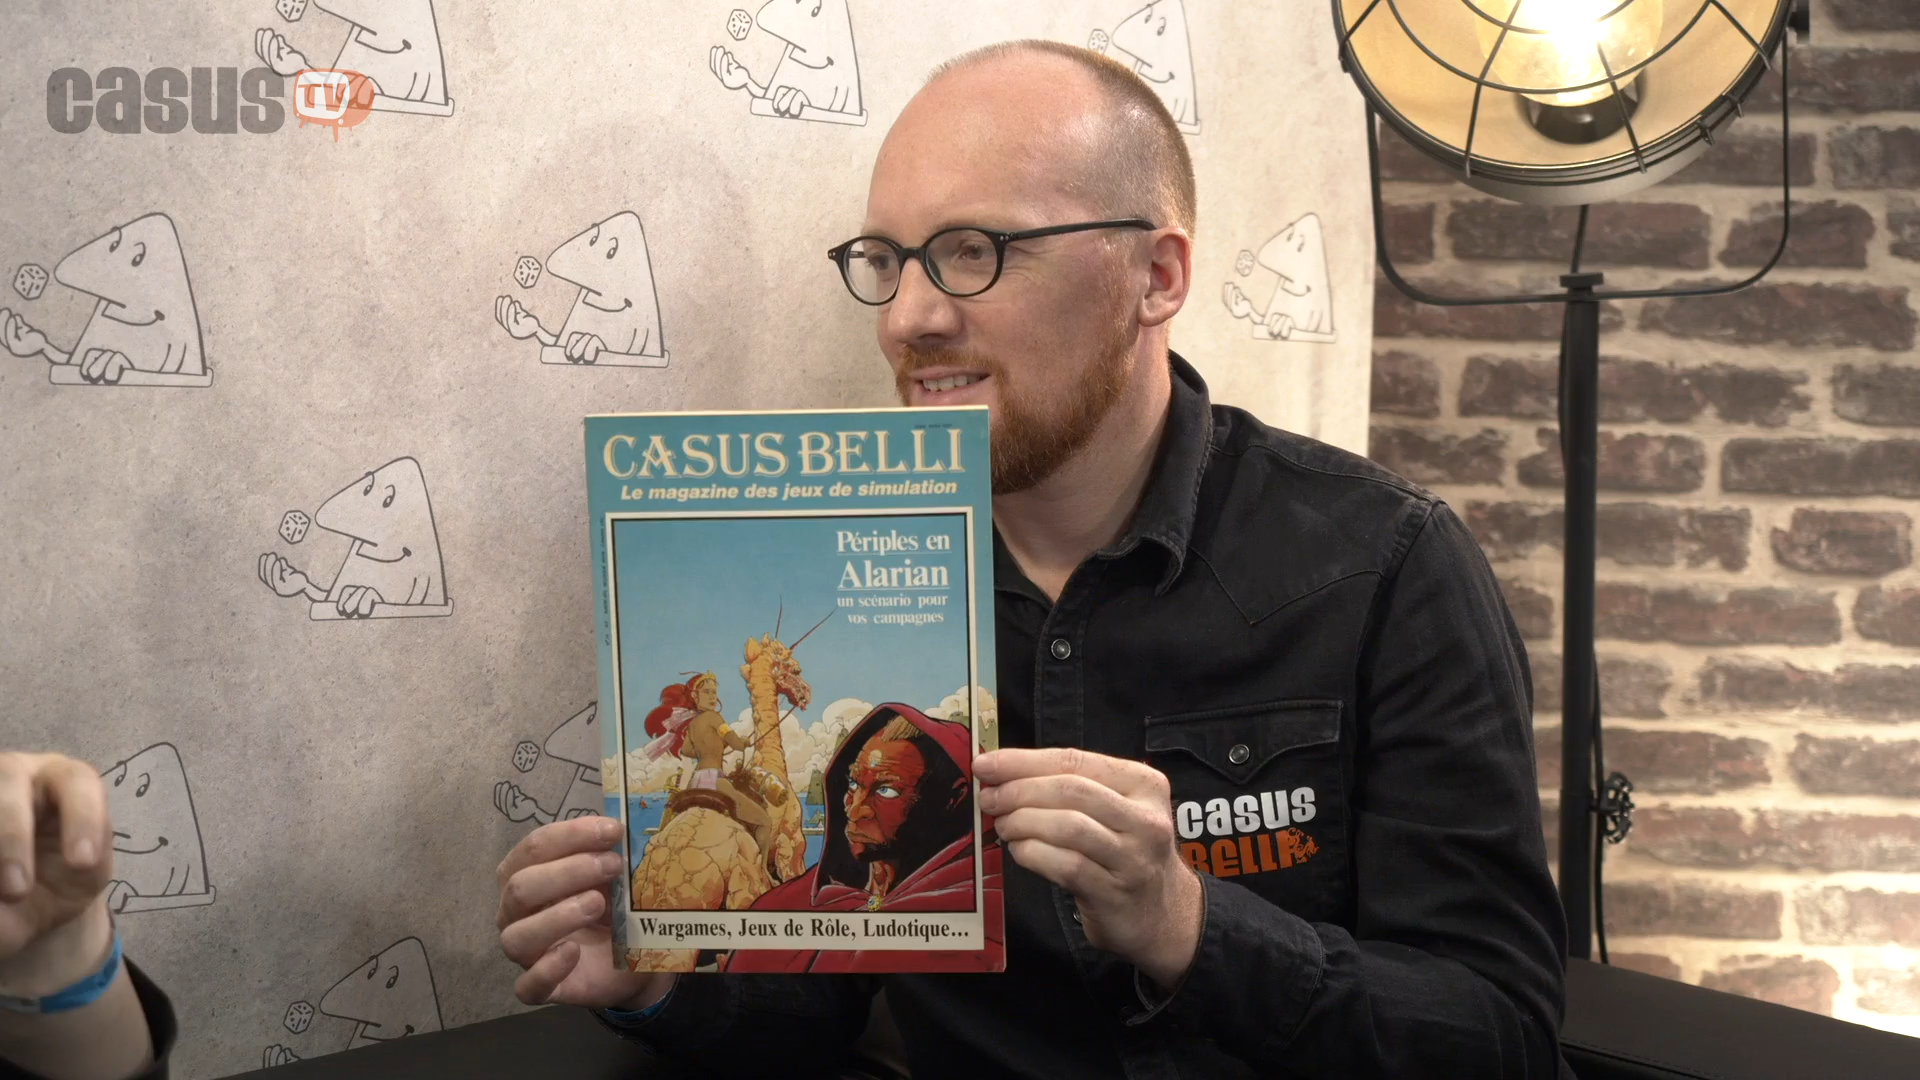 casus TV
CASUS BELLI
Le magazine des jeux de simulation
Périples en
Alarian
un scénario pour
vos campagnes
Wargames, Jeux de Rôle, Ludotique...
casus
BELLI